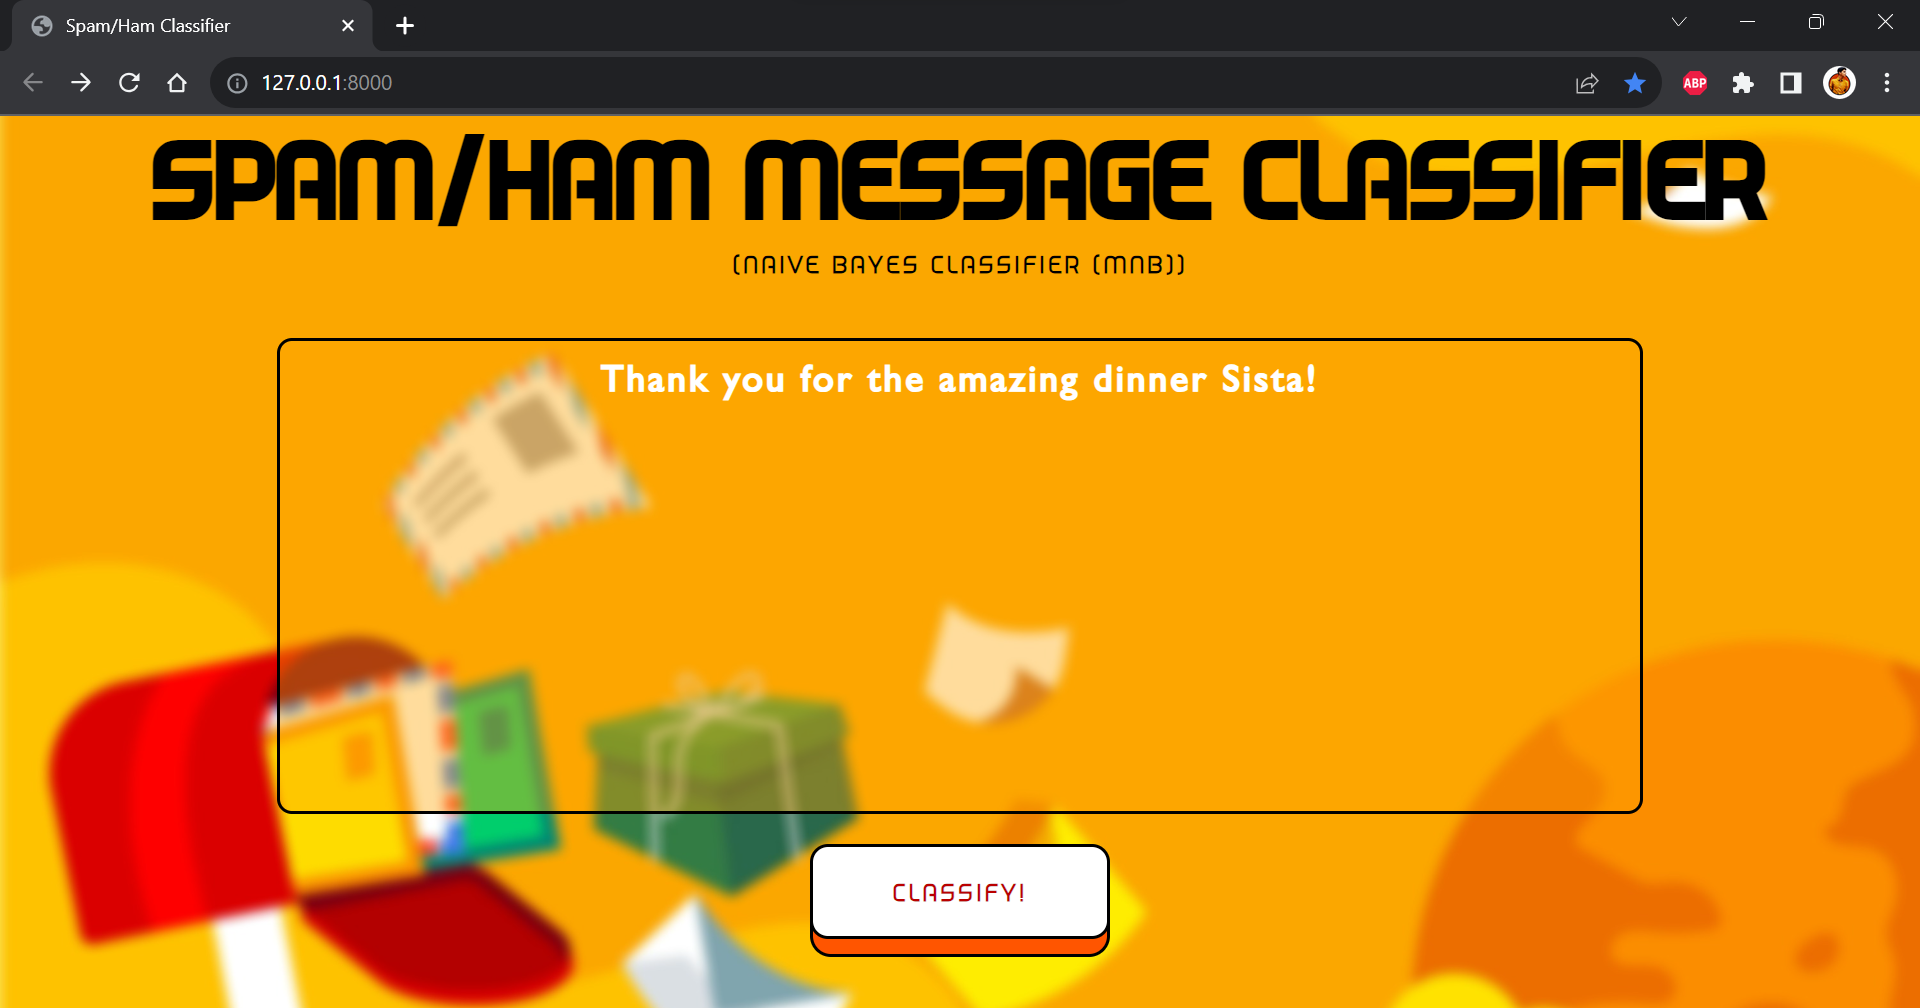 Spam/Ham Classifier
127.0.0.1:8000
ABP
SPAM/HAM MESSAGE CLASSIFIER
(NAIVE BAYES CLASSIFIER (MNB))
Thank you for the amazing dinner Sista!
CLASSIFY!